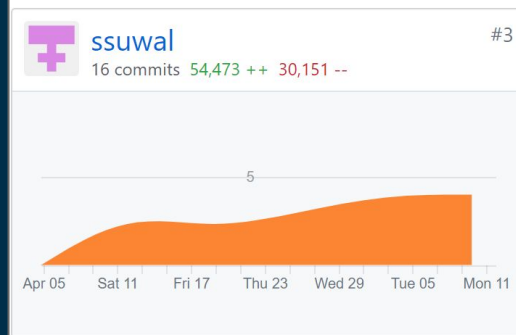 ssuwal
#3
16 commits 54,473 ++ 30,151 --
5
Apr 05 Sat 11 Fri 17 Thu 23 Wed 29 Tue 05 Mon 11